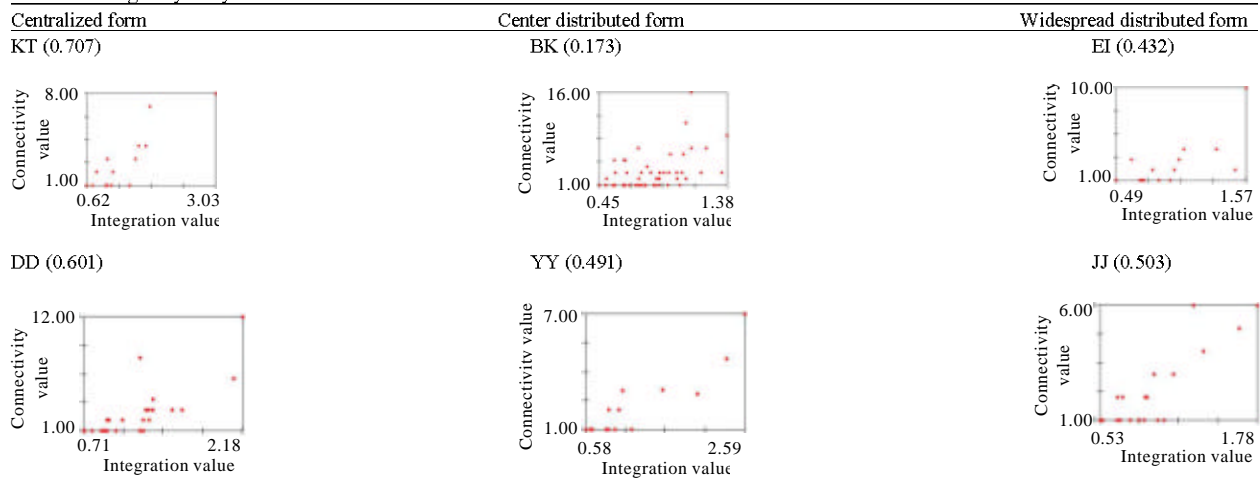 Centralized form Center distributed form Widespread distributed form
KT (0.707) BK (0.173) EI (0.432)
Connectivity value
8.00
1.00
0.62 3.03
Integration value
Connectivity value
16.00
1.00
0.45 1.38
Integration value
Connectivity value
10.00
1.00
0.49 1.57
Integration value
DD (0.601) YY (0.491) JJ (0.503)
Connectivity value
12.00
1.00
0.71 2.18
Integration value
Connectivity value
7.00
1.00
0.58 2.59
Integration value
Connectivity value
6.00
1.00
0.53 1.78
Integration value